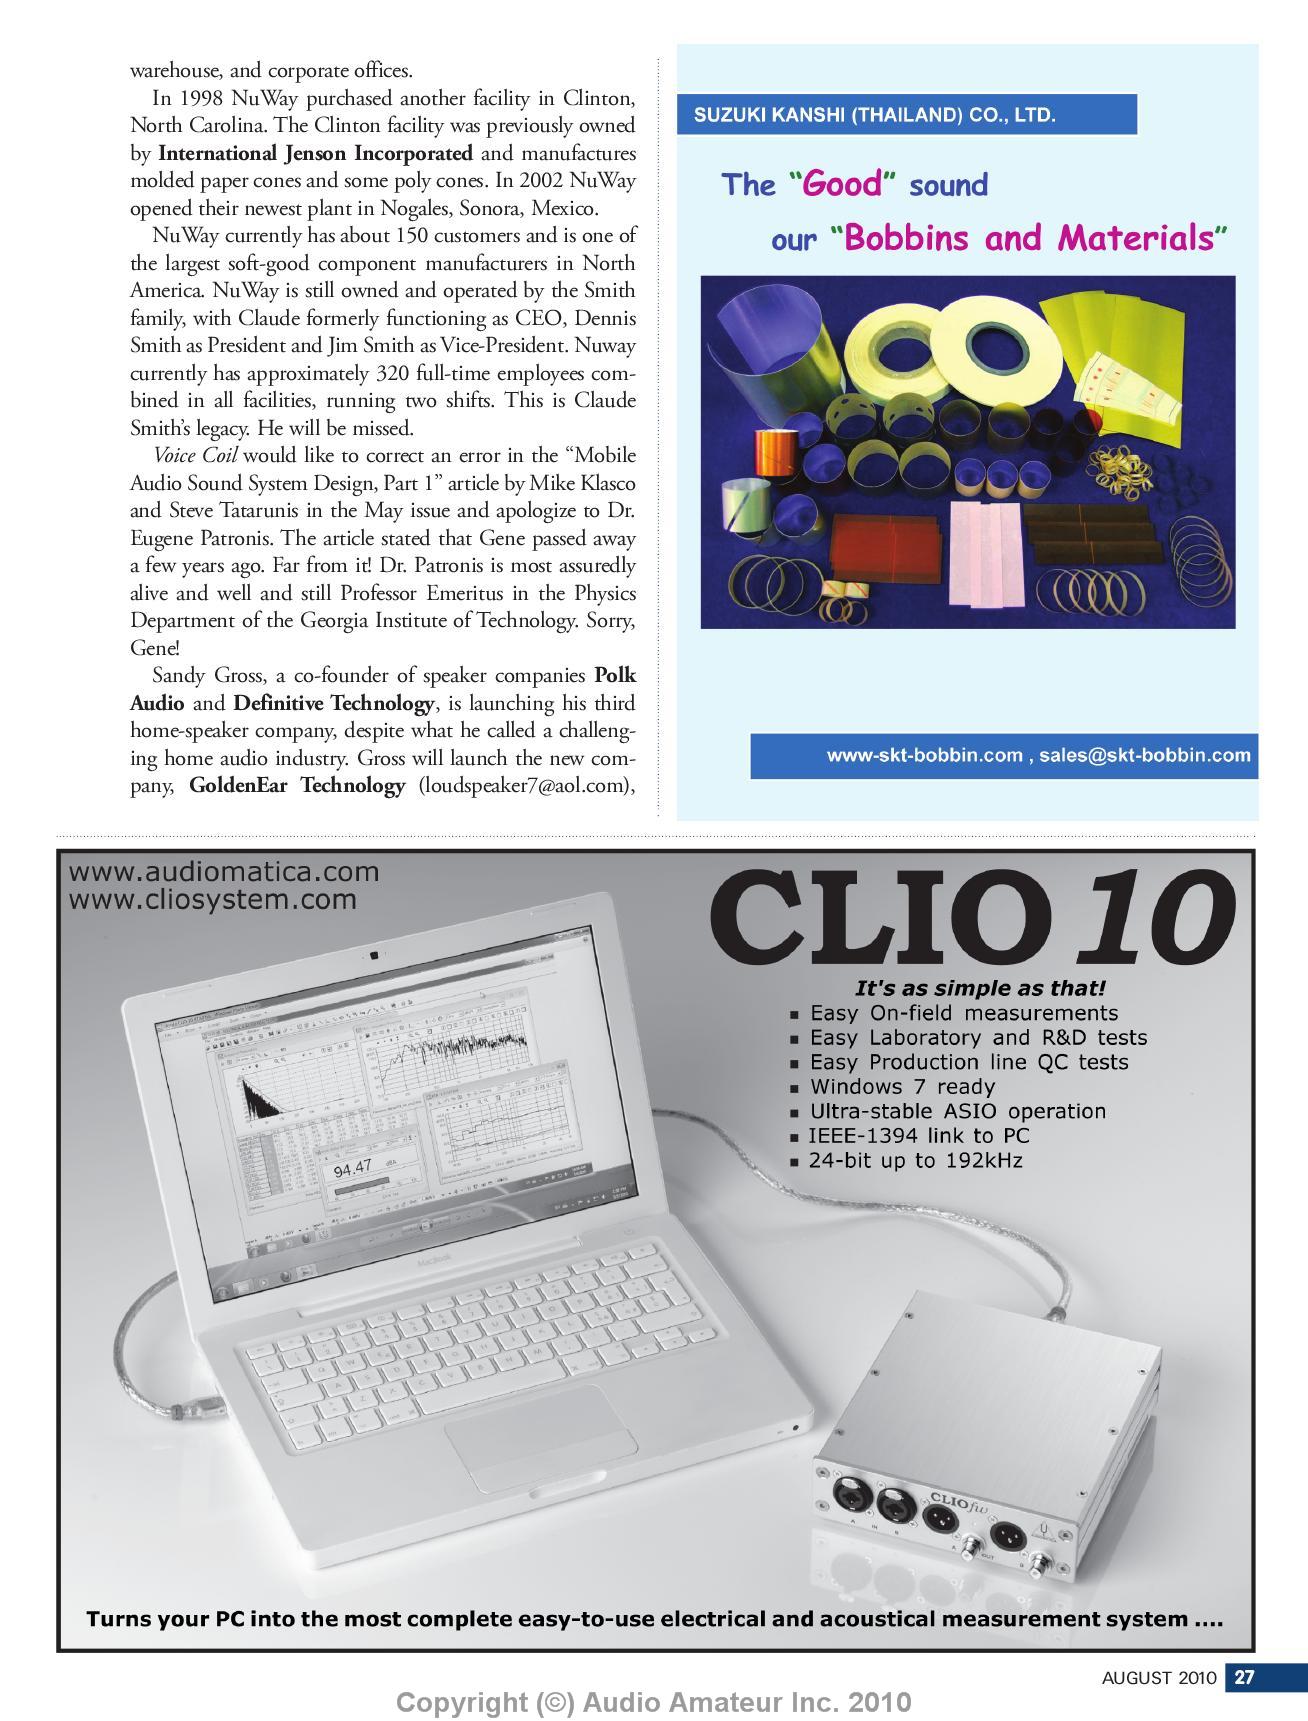 warehouse, and corporate offices.
In 1998 NuWay purchased another facility in Clinton,
North Carolina. The Clinton facility was previously owned
by International Jenson Incorporated and manufactures
molded paper cones and some poly cones. In 2002 NuWay
opened their newest plant in Nogales, Sonora, Mexico.
NuWay currently has about 150 customers and is one of
the largest soft-good component manufacturers in North
America. NuWay is still owned and operated by the Smith
family, with Claude formerly functioning as CEO, Dennis
Smith as President and Jim Smith as Vice-President. Nuway
currently has approximately 320 full-time employees com-
bined in all facilities, running two shifts. This is Claude
Smith's legacy. He will be missed.
Voice Coil would like to correct an error in the “Mobile
Audio Sound System Design, Part 1” article by Mike Klasco
and Steve Tatarunis in the May issue and apologize to Dr.
Eugene Patronis. The article stated that Gene passed away
a few years ago. Far from it! Dr. Patronis is most assuredly
alive and well and still Professor Emeritus in the Physics
Department of the Georgia Institute of Technology. Sorry,
Gene!
Sandy Gross, a co-founder of speaker companies Polk
Audio and Definitive Technology, is launching his third
home-speaker company, despite what he called a challeng-
ing home audio industry. Gross will launch the new com-
pany, GoldenEar Technology (loudspeaker7@aol.com),
SUZUKI KANSHI (THAILAND) CO., LTD.
The “Good” sound
our “Bobbins and Materials”
www-skt-bobbin.com , sales@skt-bobbin.com
www.audiomatica.com
www.cliosystem.com
CLIO 10
It's as simple as that!
▪ Easy On-field measurements
▪ Easy Laboratory and R&D tests
▪ Easy Production line QC tests
▪ Windows 7 ready
▪ Ultra-stable ASIO operation
▪ IEEE-1394 link to PC
▪ 24-bit up to 192kHz
94.47 dBA
MacBook
CLIOfw
A IN B A OUT B
Turns your PC into the most complete easy-to-use electrical and acoustical measurement system ....
AUGUST 2010 27
Copyright (©) Audio Amateur Inc. 2010